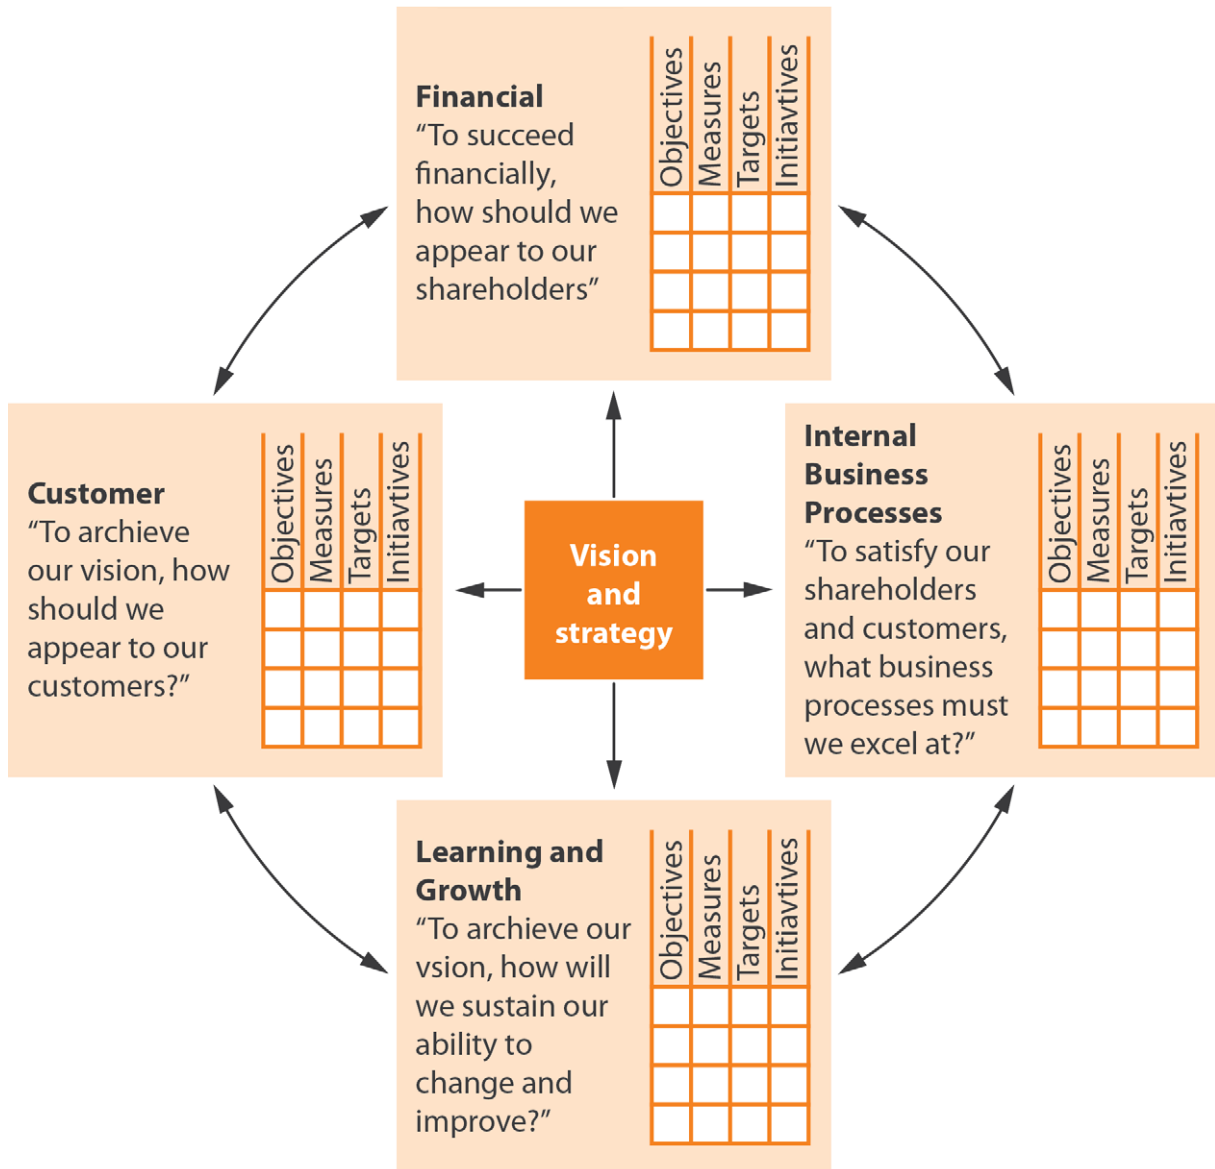 Financial
“To succeed
financially,
how should we
appear to our
shareholders”
Objectives
Measures
Targets
Initiavtives
Customer
“To archieve
our vision, how
should we
appear to our
customers?”
Objectives
Measures
Targets
Initiavtives
Vision
and
strategy
Internal
Business
Processes
“To satisfy our
shareholders
and customers,
what business
processes must
we excel at?”
Objectives
Measures
Targets
Initiavtives
Learning and
Growth
“To archieve our
vsion, how will
we sustain our
ability to
change and
improve?”
Objectives
Measures
Targets
Initiavtives